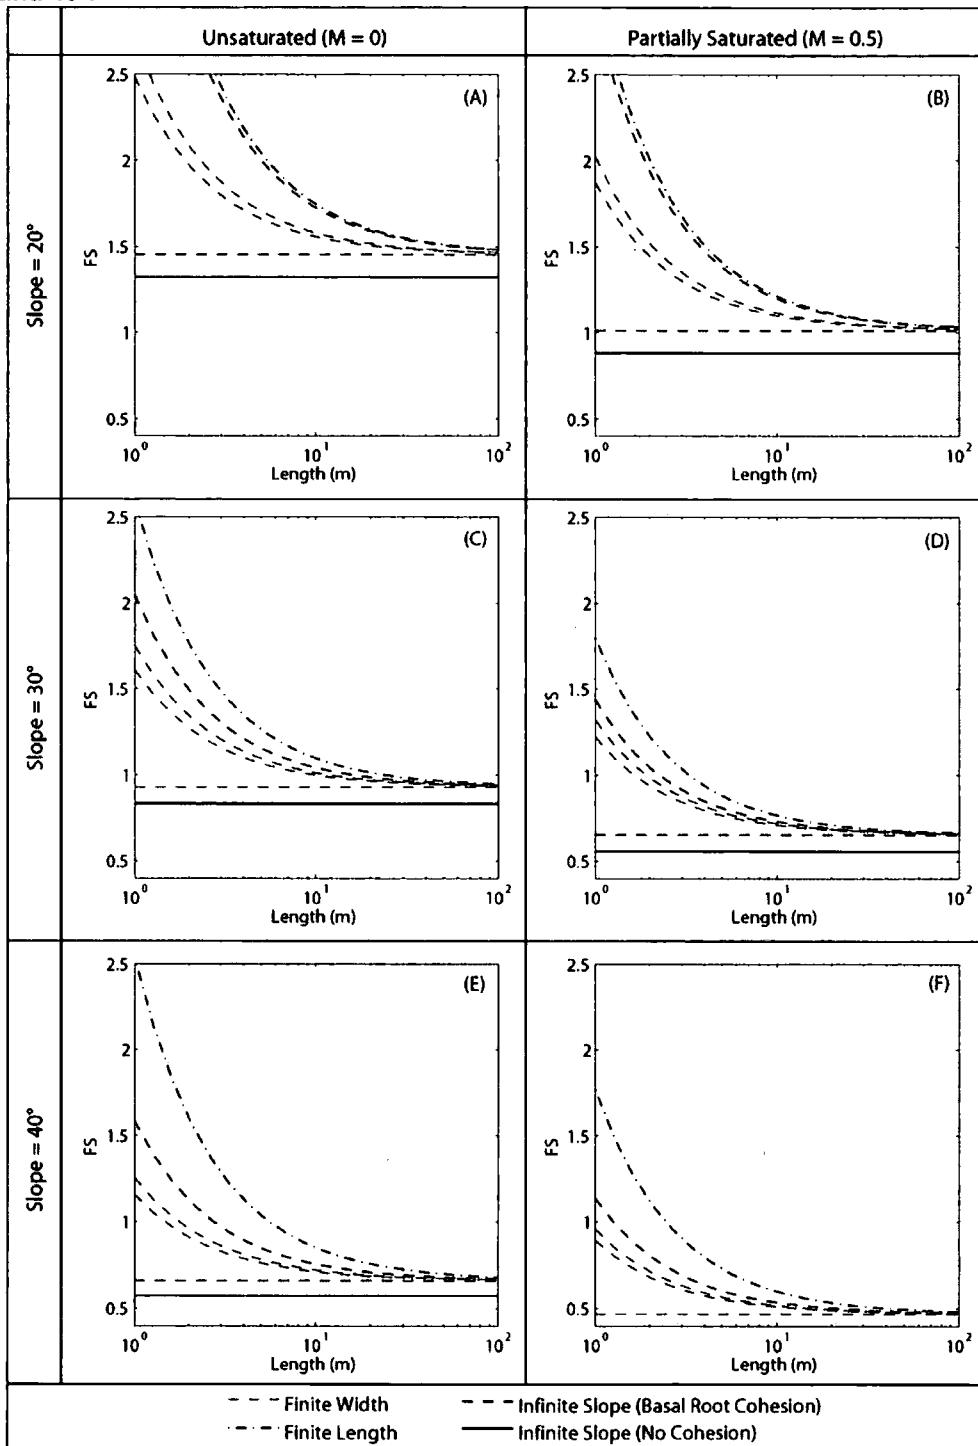 Unsaturated (M = 0)
Partially Saturated (M = 0.5)
Slope = 20°
2.5
2
1.5
1
0.5
FS
(A)
10⁰
10¹
10²
Length (m)
2.5
2
1.5
1
0.5
FS
(B)
10⁰
10¹
10²
Length (m)
Slope = 30°
2.5
2
1.5
1
0.5
FS
(C)
10⁰
10¹
10²
Length (m)
2.5
2
1.5
1
0.5
FS
(D)
10⁰
10¹
10²
Length (m)
Slope = 40°
2.5
2
1.5
1
0.5
FS
(E)
10⁰
10¹
10²
Length (m)
2.5
2
1.5
1
0.5
FS
(F)
10⁰
10¹
10²
Length (m)
Finite Width
Infinite Slope (Basal Root Cohesion)
Finite Length
Infinite Slope (No Cohesion)